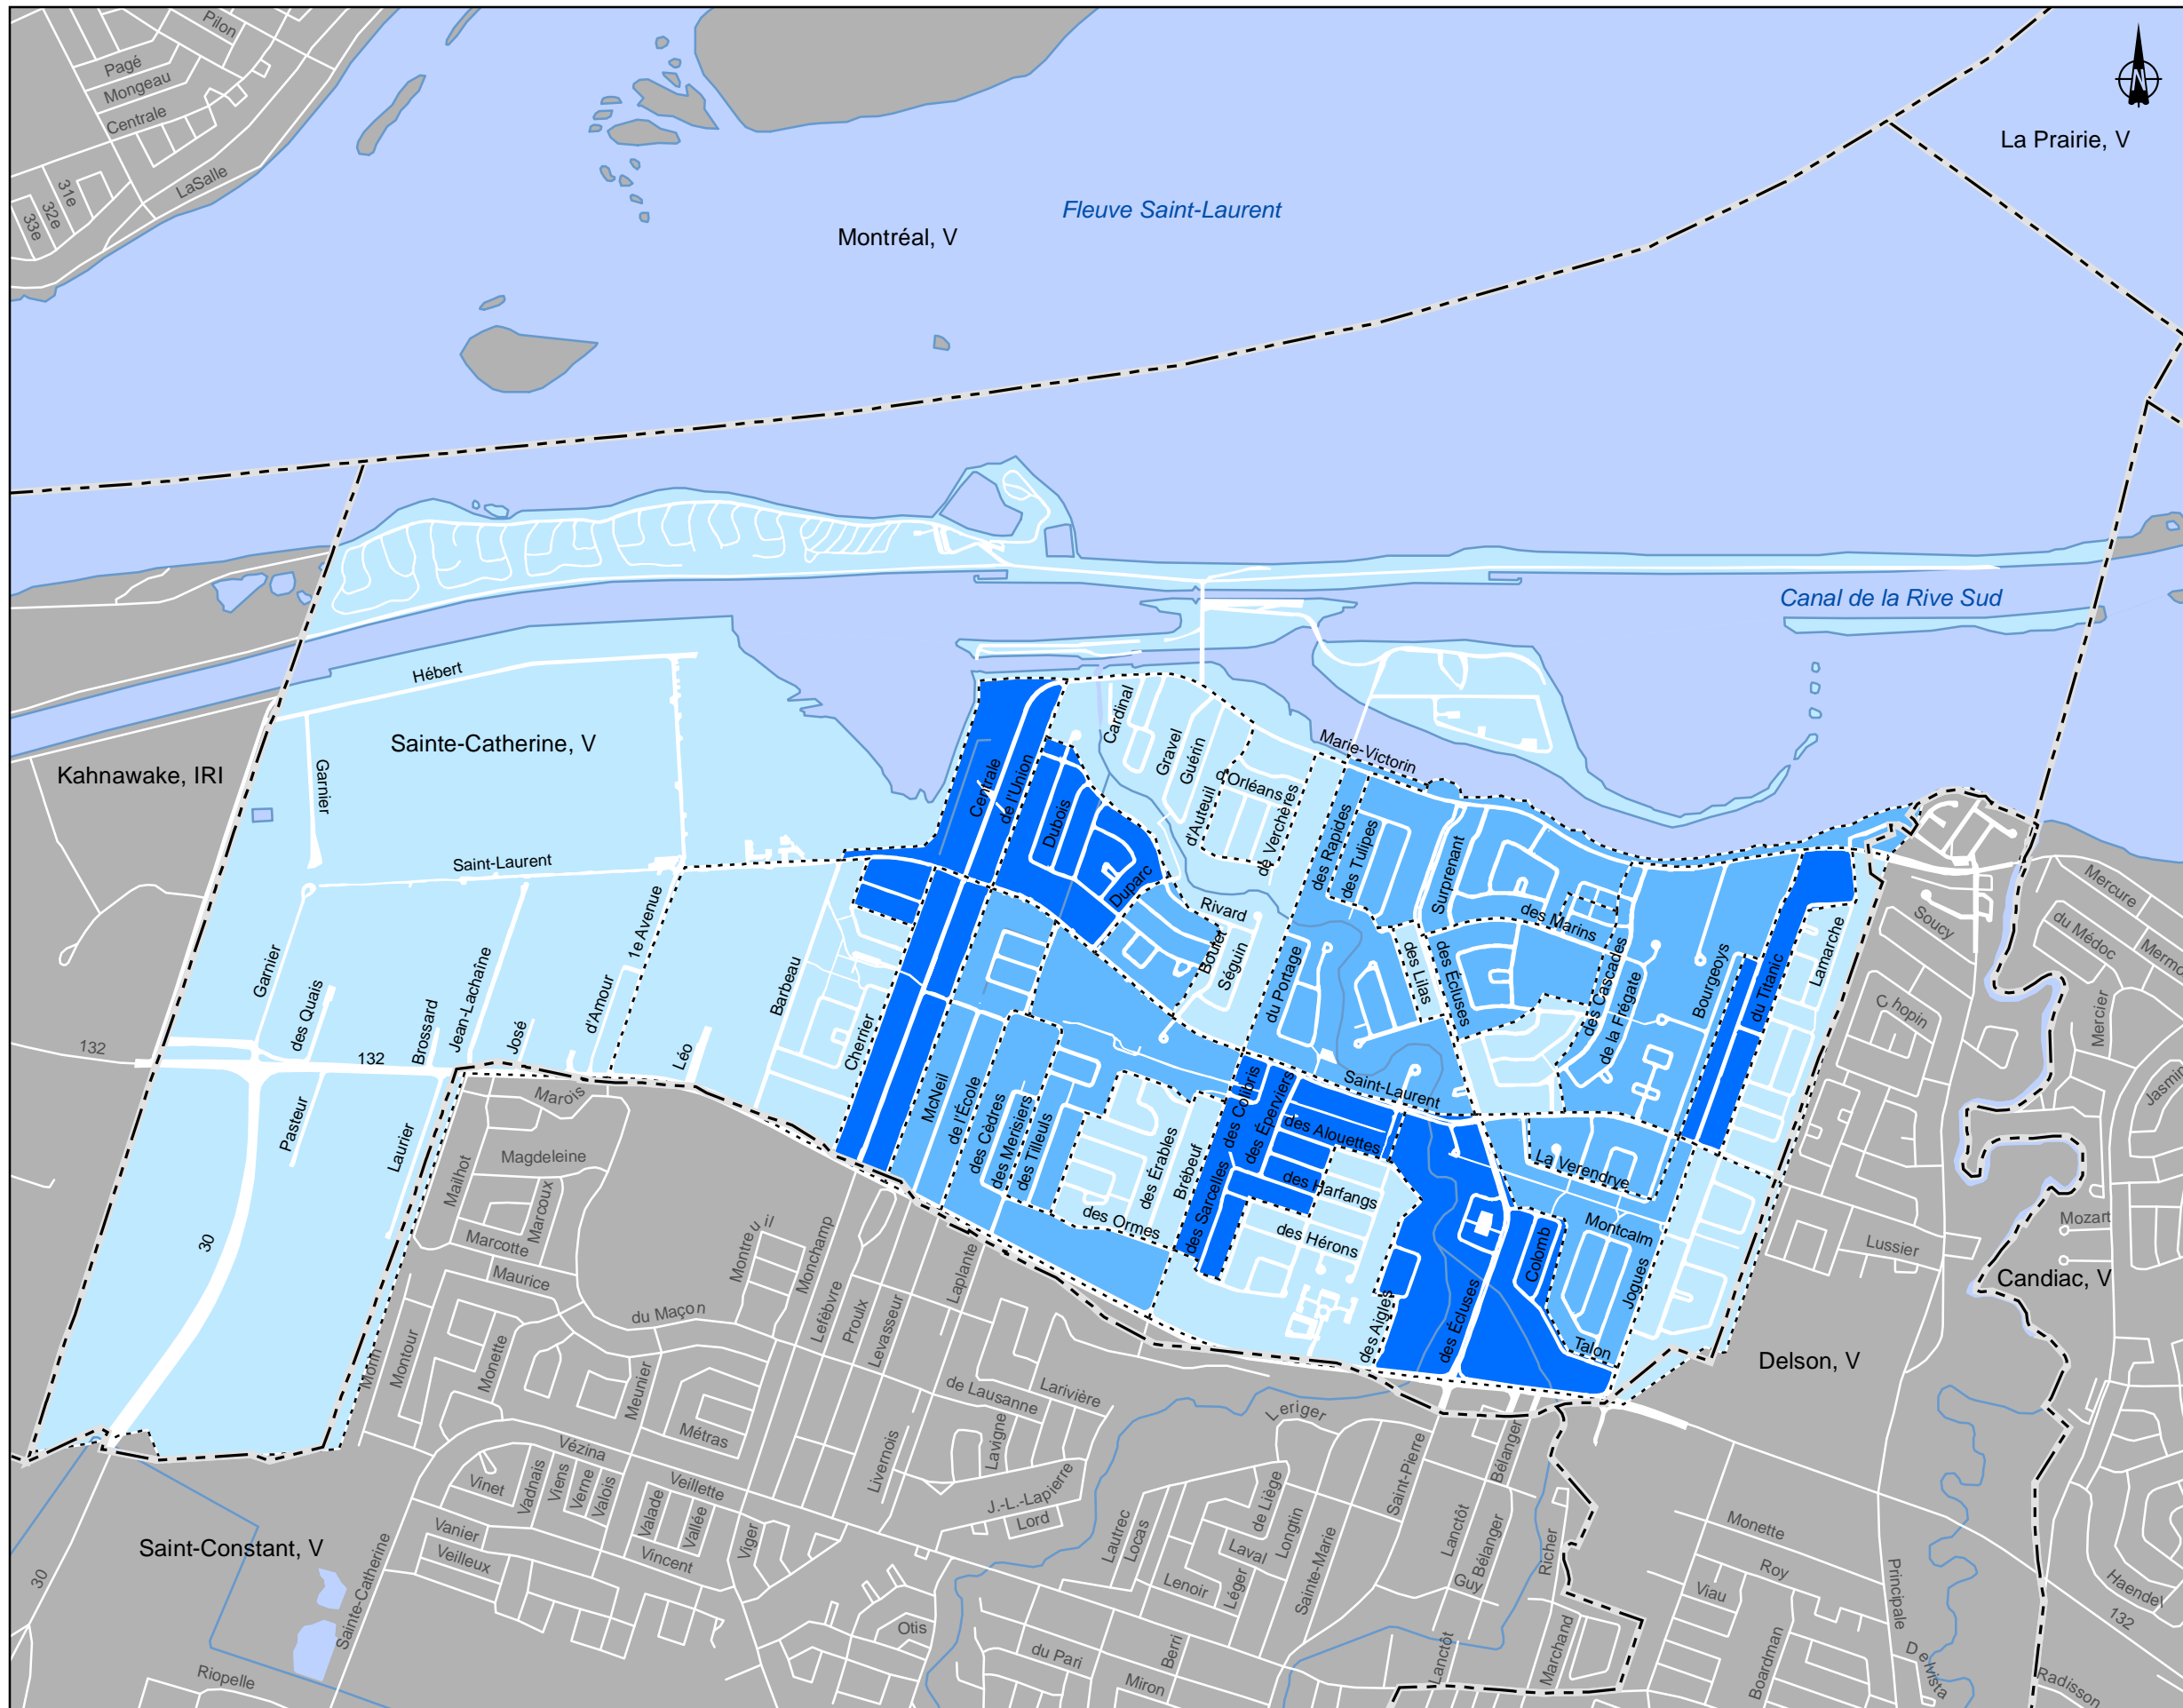 Pilon
Pagé
Mongeau
Centrale
LaSalle
31e
32e
33e
N
La Prairie, V
Fleuve Saint-Laurent
Montréal, V
Canal de la Rive Sud
Hébert
Sainte-Catherine, V
Kahnawake, IRI
Garnier
Saint-Laurent
Cardinal
Gravel
Guérin
Marie-Victorin
Centrale
de l'Union
Dubois
d'Orléans
d'Auteuil
de Verchères
des Rapides
des Tulipes
Surprenant
Duparc
Rivard
Boutet
Séguin
des Marins
des Lilas
des Écluses
des Cascades
de la Frégate
Bourgeoys
du Titanic
Lamarche
Soucy
Mercure
du Médoc
Mermo
Mercier
Chopin
Jasmin
Garnier
des Quais
Brossard
Jean-Lachaîne
José
d'Amour
1e Avenue
Léo
Barbeau
Cherrier
du Portage
132
132
Pasteur
Laurier
Marois
McNeil
de l'École
des Cèdres
des Merisiers
des Tilleuls
des Érables
Brébeuf
des Ormes
des Sarcelles
des Colibris
des Éperviers
des Alouettes
des Harfangs
des Hérons
Saint-Laurent
des Aigles
des Écluses
Colomb
La Verendrye
Montcalm
Jogues
Talon
Mozart
Lussier
Candiac, V
Delson, V
30
Mailhot
Magdeleine
Marcoux
Marcotte
Maurice
Montreuil
Monchamp
du Maçon
Lefèbvre
Proulx
Levasseur
Laplante
Morin
Montour
Monette
Meunier
Métras
de Lausanne
Larivière
Lavigne
Livernois
J.-L.-Lapierre
Lord
Leriger
Vézina
Vinet
Vadnais
Viens
Verne
Valois
Veillette
Valade
Vallée
Viger
Vanier
Veilleux
Vincent
Saint-Constant, V
30
Sainte-Catherine
Riopelle
Otis
du Pari
Berri
Miron
Lautrec
Locas
de Liège
Longtin
Laval
Léger
Lenoir
Sainte-Marie
Saint-Pierre
Lanctôt
Bélanger
Bélanger
Guy
Richer
Lanctôt
Marchand
Monette
Roy
Viau
Boardman
Principale
Delvista
Haendel
132
Radisson